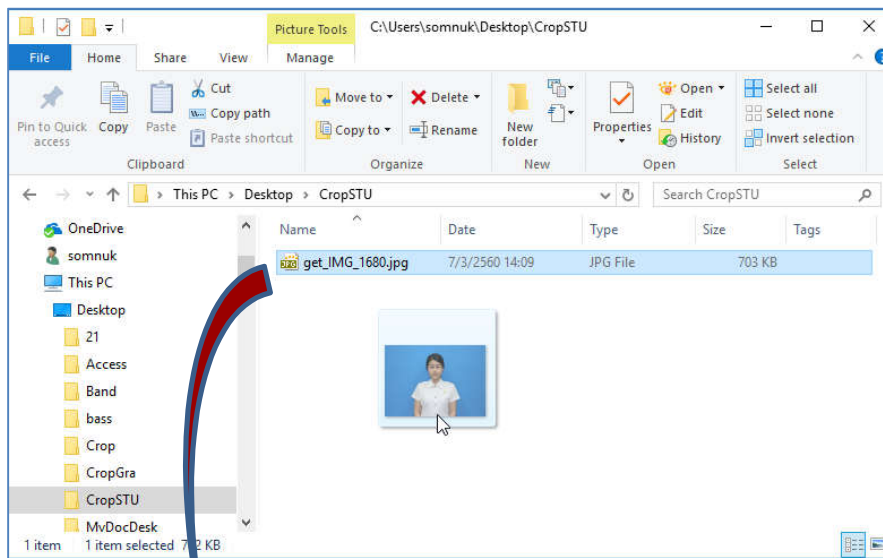 Picture Tools C:\Users\somnuk\Desktop\CropSTU
File Home Share View Manage
Pin to Quick access
Copy
Paste
Cut
Copy path
Paste shortcut
Clipboard
Move to
Copy to
Delete
Rename
Organize
New folder
New
Properties
Open
Edit
History
Open
Select all
Select none
Invert selection
Select
This PC > Desktop > CropSTU
Search CropSTU
OneDrive
somnuk
This PC
Desktop
21
Access
Band
bass
Crop
CropGra
CropSTU
MyDocDesk
Name Date Type Size Tags
JPG
get_IMG_1680.jpg 7/3/2560 14:09 JPG File 703 KB
1 item 1 item selected KB